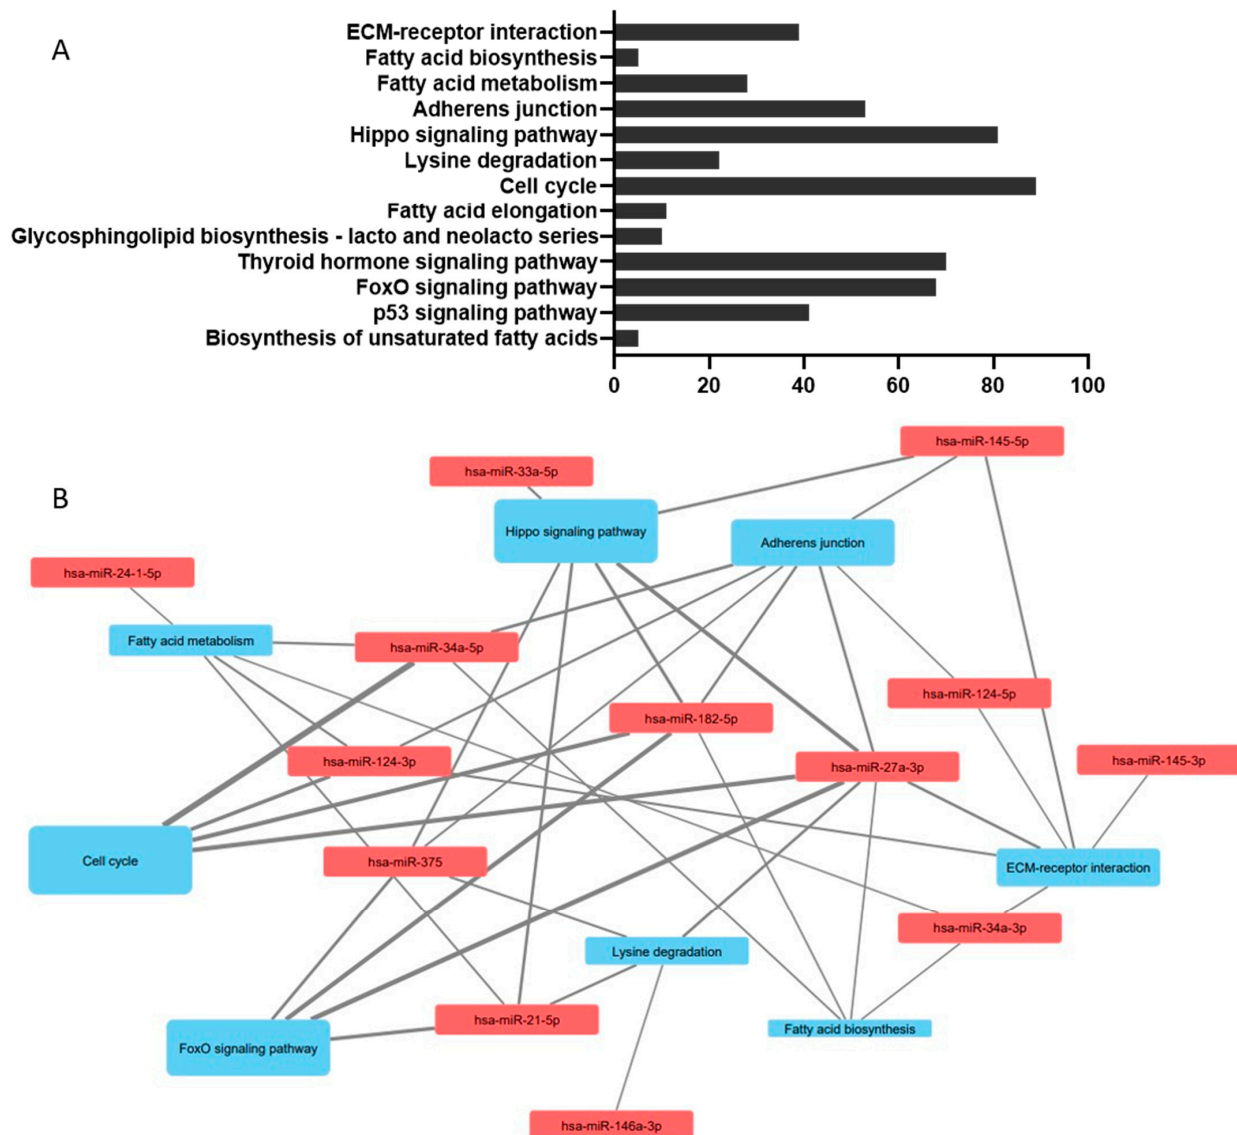 A
ECM-receptor interaction
Fatty acid biosynthesis
Fatty acid metabolism
Adherens junction
Hippo signaling pathway
Lysine degradation
Cell cycle
Fatty acid elongation
Glycosphingolipid biosynthesis - lacto and neolacto series
Thyroid hormone signaling pathway
FoxO signaling pathway
p53 signaling pathway
Biosynthesis of unsaturated fatty acids
0 20 40 60 80 100
B
hsa-miR-145-5p
hsa-miR-33a-5p
Hippo signaling pathway
Adherens junction
hsa-miR-24-1-5p
Fatty acid metabolism
hsa-miR-34a-5p
hsa-miR-124-5p
hsa-miR-182-5p
hsa-miR-124-3p
hsa-miR-27a-3p
hsa-miR-145-3p
Cell cycle
hsa-miR-375
ECM-receptor interaction
hsa-miR-34a-3p
Lysine degradation
hsa-miR-21-5p
Fatty acid biosynthesis
FoxO signaling pathway
hsa-miR-146a-3p